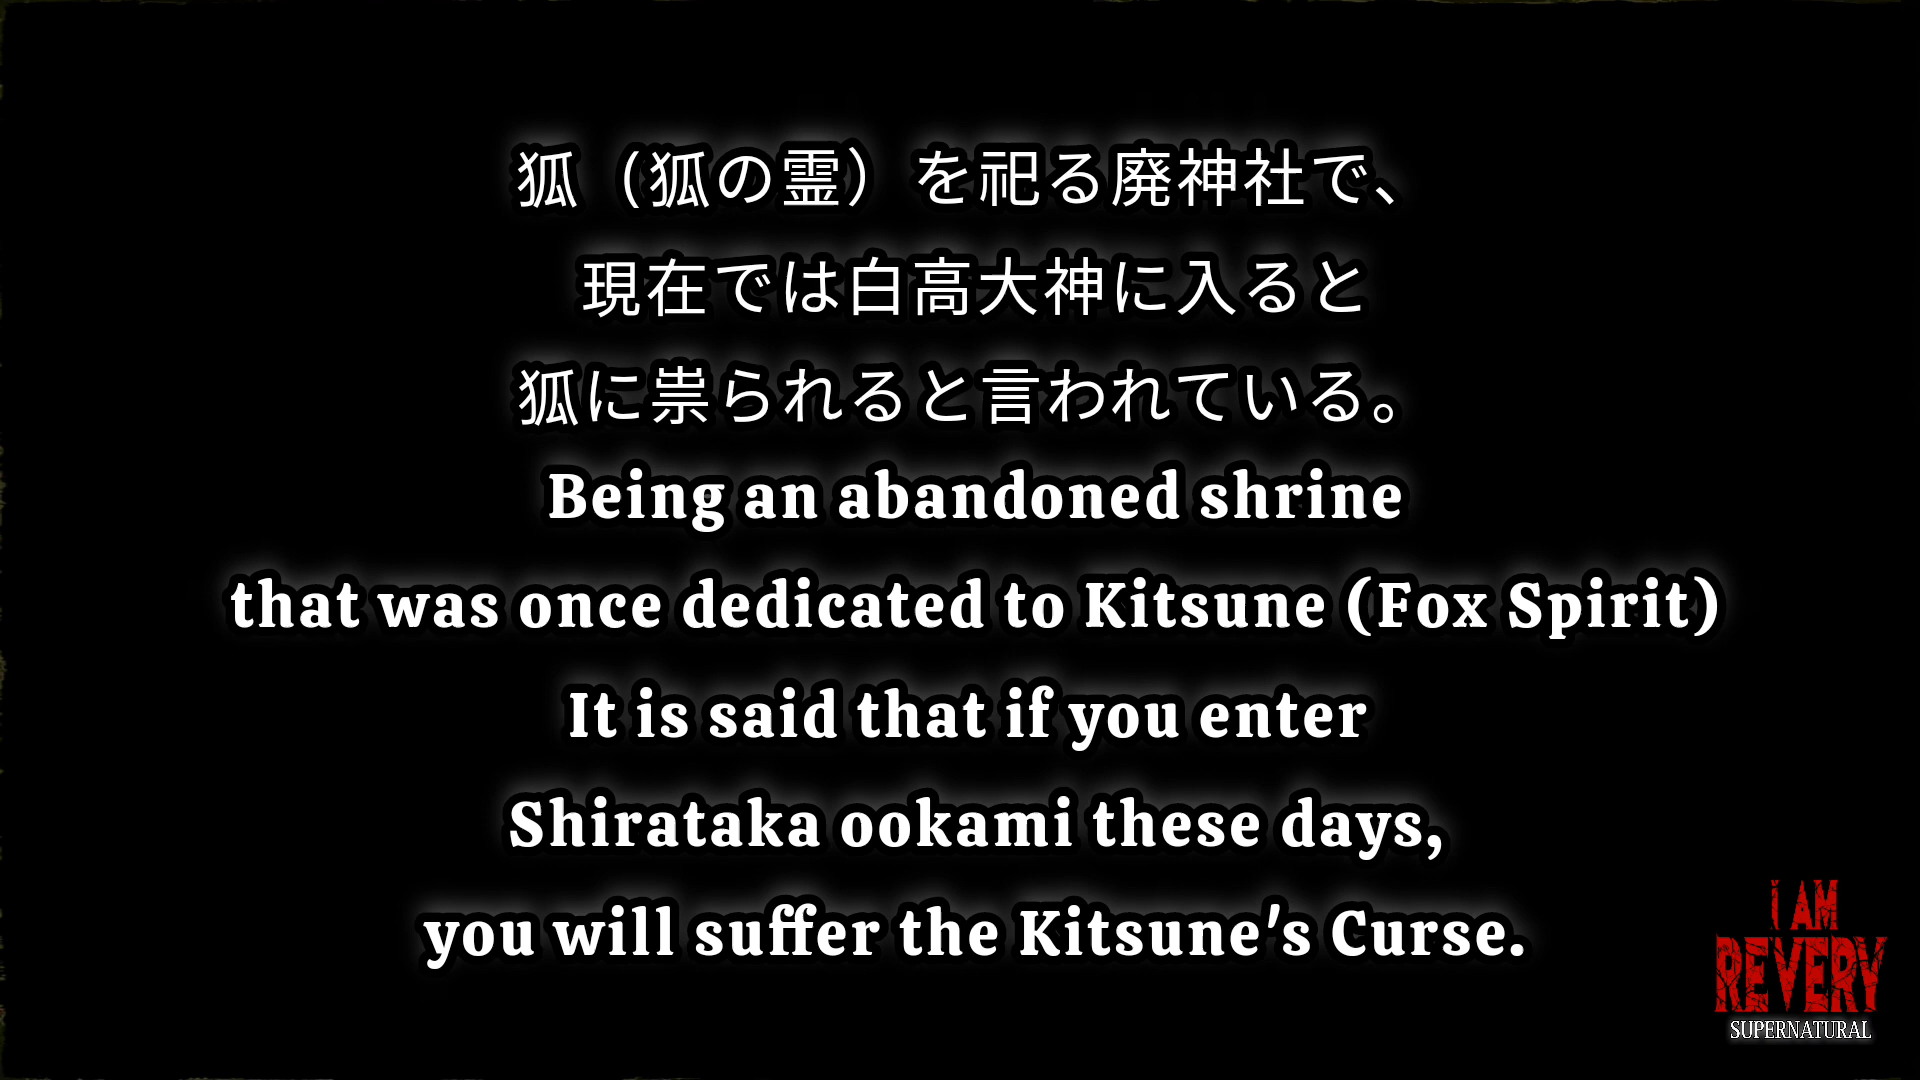 狐（狐の霊）を祀る廃神社で、
現在では白高大神に入ると
狐に祟られると言われている。
Being an abandoned shrine
that was once dedicated to Kitsune (Fox Spirit)
It is said that if you enter
Shirataka ookami these days,
you will suffer the Kitsune's Curse.
I AM
REVERY
SUPERNATURAL